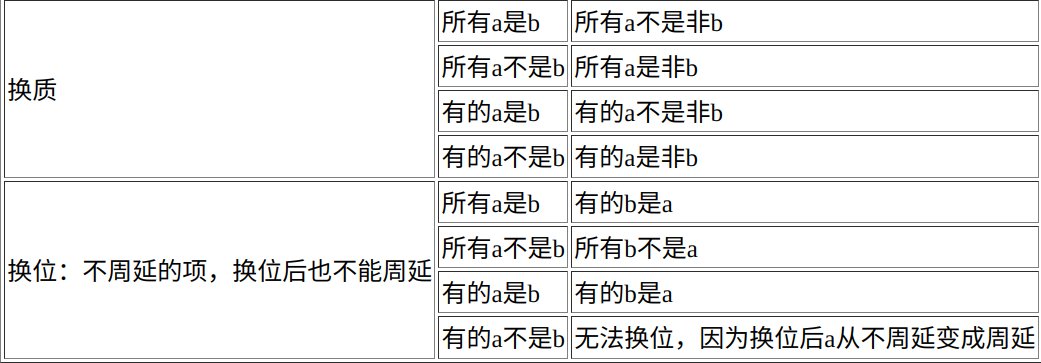 换质
所有a是b 所有a不是非b
所有a不是b 所有a是非b
有的a是b 有的a不是非b
有的a不是b 有的a是非b
换位：不周延的项，换位后也不能周延
所有a是b 有的b是a
所有a不是b 所有b不是a
有的a是b 有的b是a
有的a不是b 无法换位，因为换位后a从不周延变成周延